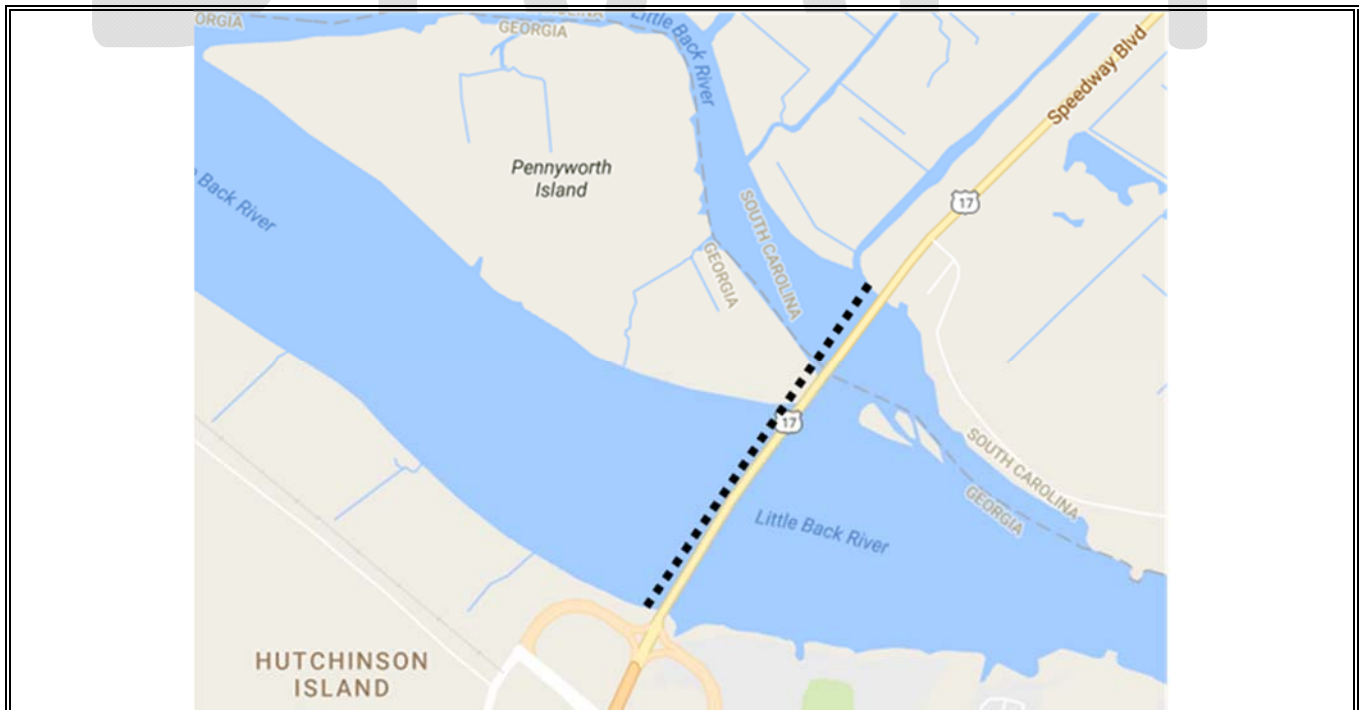 ORGIA
GEORGIA
Little Back River
Speedway Blvd
Pennyworth
Island
Back River
17
SOUTH CAROLINA
GEORGIA
17
SOUTH CAROLINA
GEORGIA
Little Back River
HUTCHINSON
ISLAND